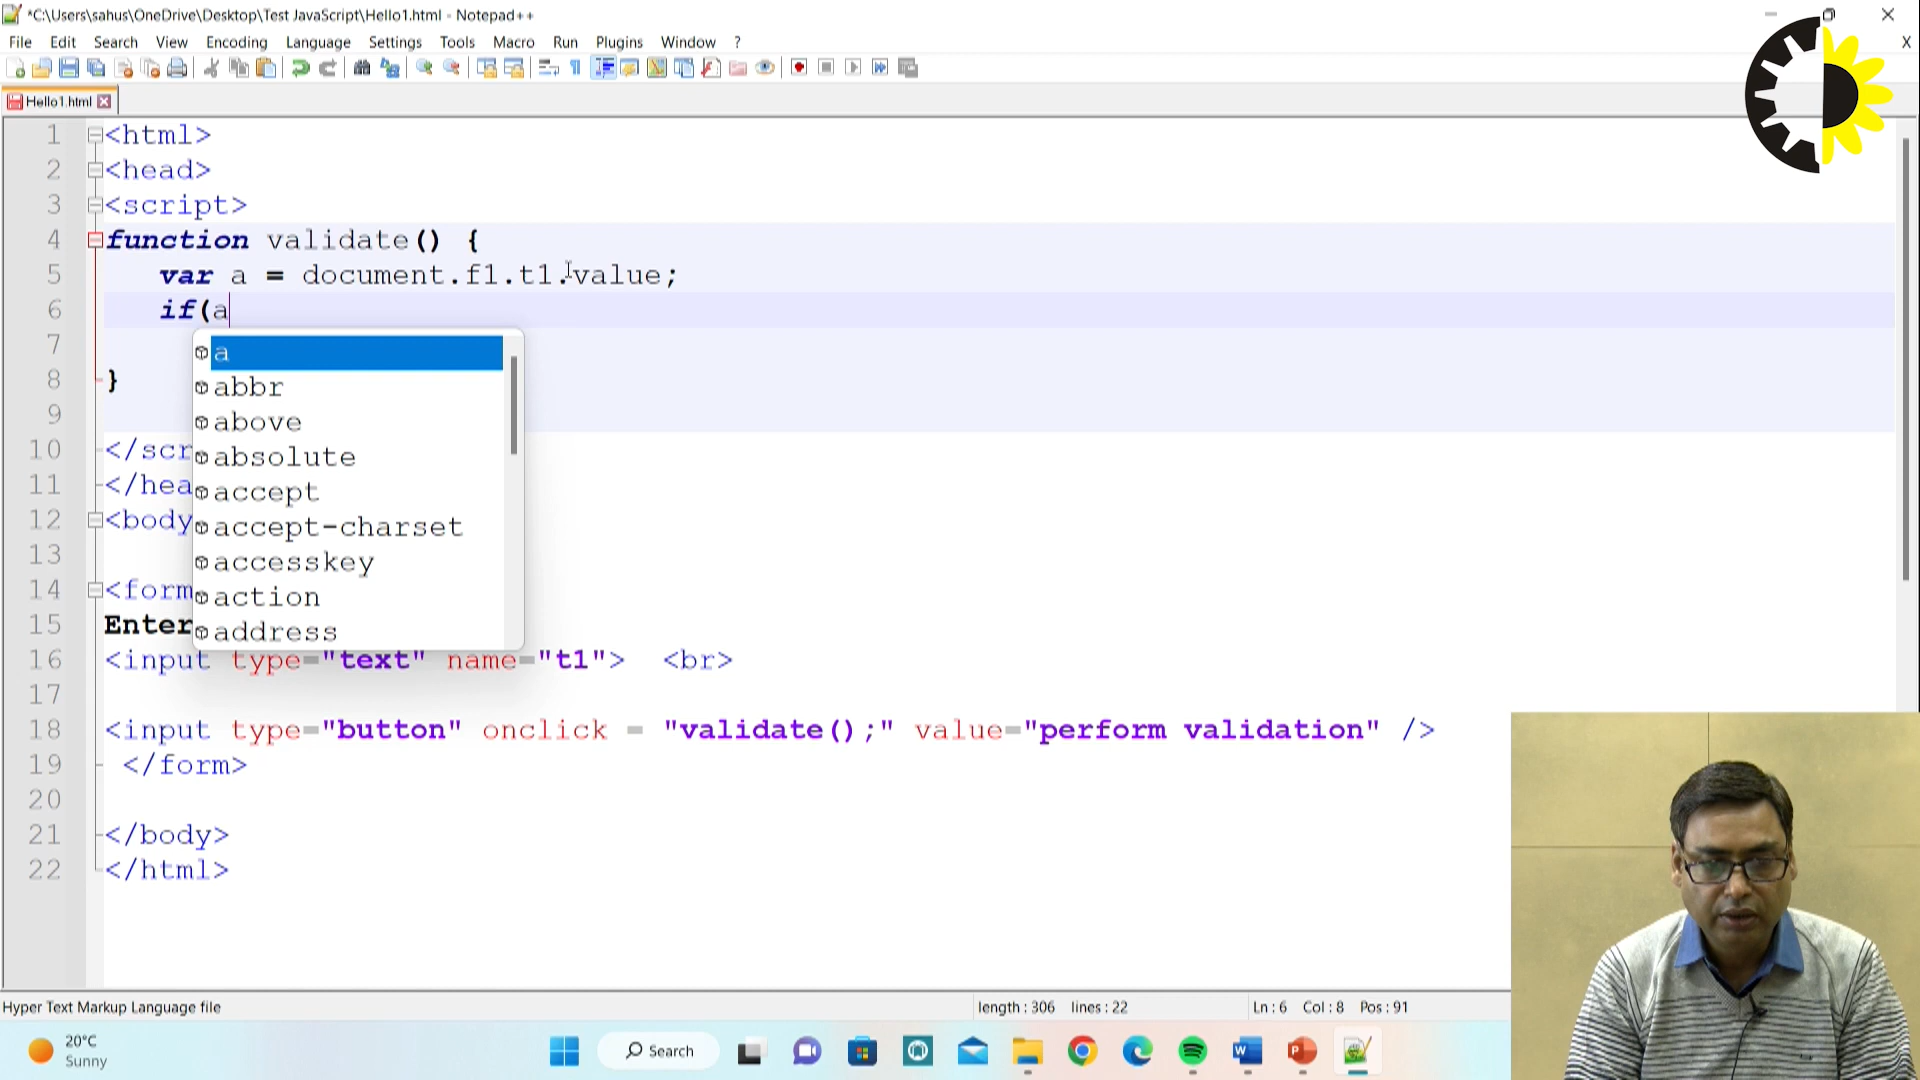 *C:\Users\sahus\OneDrive\Desktop\Test JavaScript\Hello1.html - Notepad++
File Edit Search View Encoding Language Settings Tools Macro Run Plugins Window ? X
Hello1.html
1 <html>
2 <head>
3 <script>
4 function validate() {
5 var a = document.f1.t1.value;
6 if(a
7 a
8 } abbr
9 above
10 </scr absolute
11 </hea accept
12 <body accept-charset
13 accesskey
14 <form action
15 Enter address
16 <input type="text" name="t1"> <br>
17
18 <input type="button" onclick = "validate();" value="perform validation" />
19 </form>
20
21 </body>
22 </html>
Hyper Text Markup Language file length : 306 lines : 22 Ln : 6 Col : 8 Pos : 91
20°C
Sunny
Search